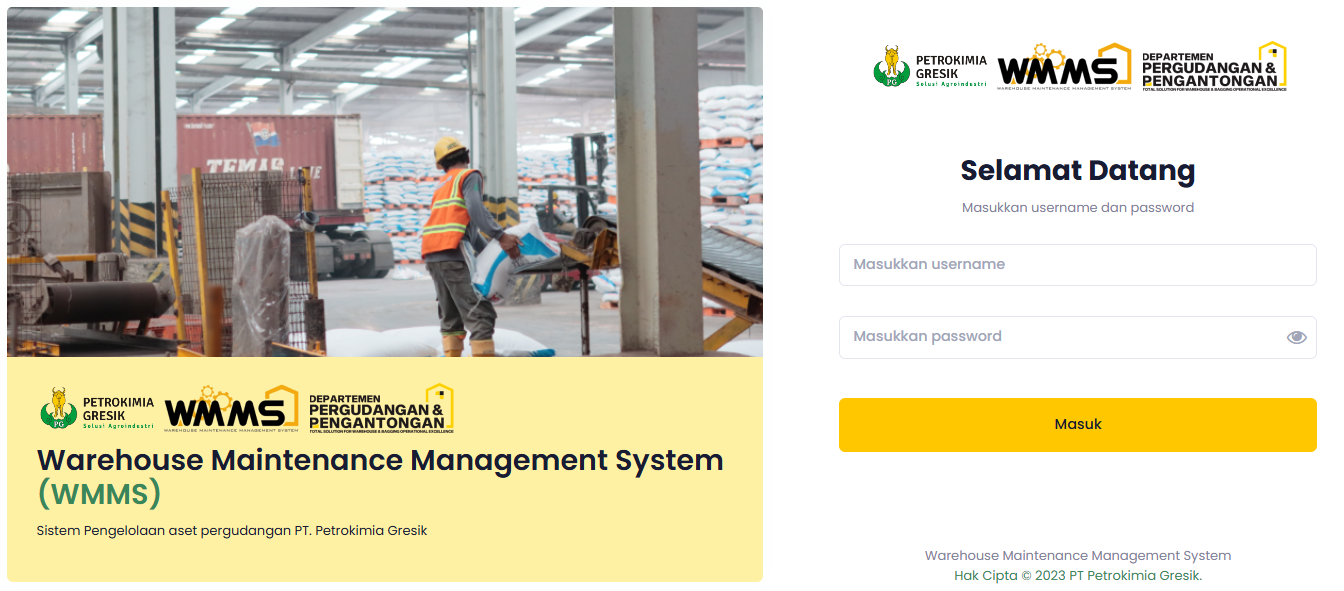 TEMAS LINE
PETROKIMIA
GRESIK
Solusi Agroindustri
PG
WMMS
WAREHOUSE MAINTENANCE MANAGEMENT SYSTEM
DEPARTEMEN
PERGUDANGAN &
PENGANTONGAN
TOTAL SOLUTION FOR WAREHOUSE & BAGGING OPERATIONAL EXCELLENCE
Warehouse Maintenance Management System
(WMMS)
Sistem Pengelolaan aset pergudangan PT. Petrokimia Gresik
PETROKIMIA
GRESIK
Solusi Agroindustri
PG
WMMS
WAREHOUSE MAINTENANCE MANAGEMENT SYSTEM
DEPARTEMEN
PERGUDANGAN &
PENGANTONGAN
TOTAL SOLUTION FOR WAREHOUSE & BAGGING OPERATIONAL EXCELLENCE
Selamat Datang
Masukkan username dan password
Masukkan username
Masukkan password
Masuk
Warehouse Maintenance Management System
Hak Cipta © 2023 PT Petrokimia Gresik.